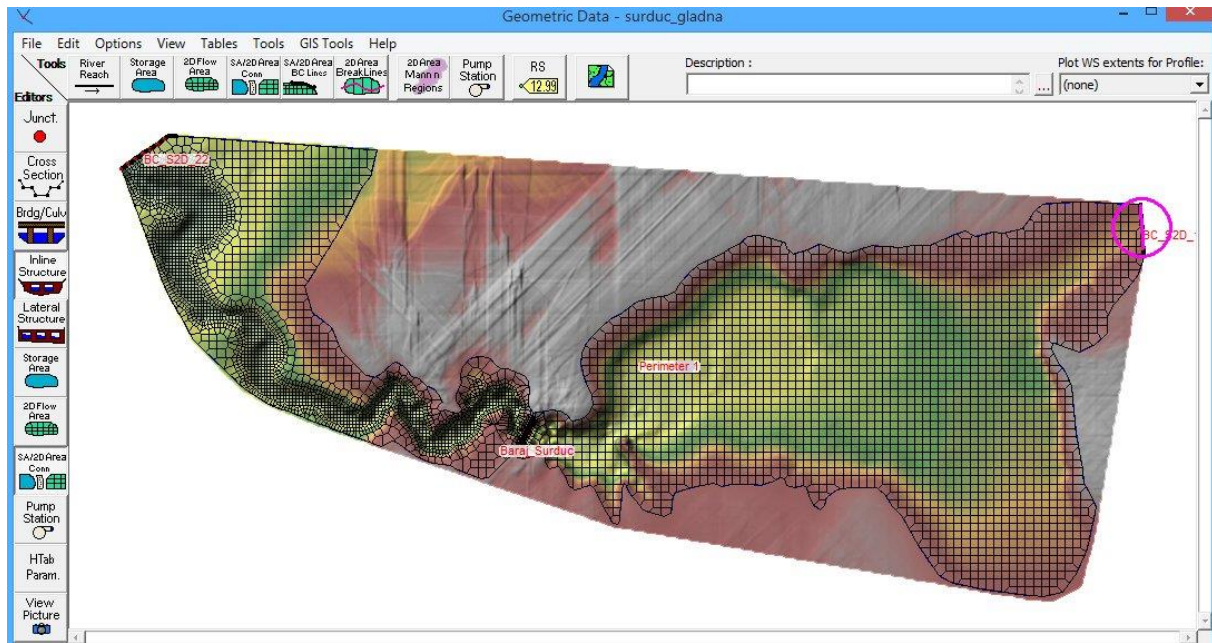 Geometric Data - surduc_gladna
File Edit Options View Tables Tools GIS Tools Help
Tools
Editors
River
Reach
Storage
Area
2D Flow
Area
SA/2D Area
Conn
SA/2D Area
BC Lines
2D Area
BreakLines
2D Area
Mann n
Regions
Pump
Station
RS
12.99
Description :
...
Plot WS extents for Profile:
(none)
Junct.
Cross
Section
Brdg/Culv
Inline
Structure
Lateral
Structure
Storage
Area
2D Flow
Area
SA/2D Area
Conn
Pump
Station
HTab
Param.
View
Picture
BC_S2D_22
BC_S2D_
Perimeter 1
Baraj_Surduc